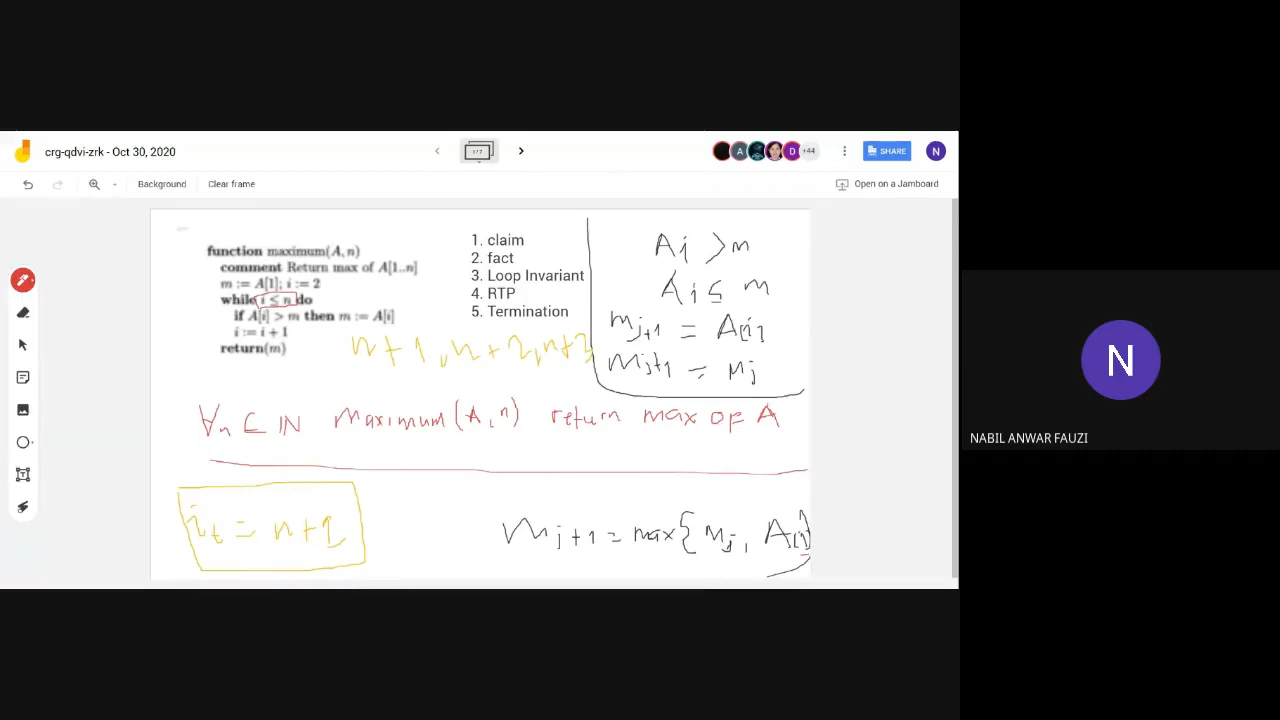 crg-qdvi-zrk - Oct 30, 2020
A
D
+44
SHARE
N
Background
Clear frame
Open on a Jamboard
function maximum(A, n)
comment Return max of A[1..n]
m := A[1]; i := 2
while i ≤ n do
if A[i] > m then m := A[i]
i := i + 1
return(m)
1. claim
2. fact
3. Loop Invariant
4. RTP
5. Termination
Ai > m
Ai ≤ m
mj+1 = A[i]
mj+1 = mj
n+1, n+2, n+3
∀n ∈ IN maximum(A, n) return max of A
it = n+1
mj+1 = max{mj, A[i]}
N
NABIL ANWAR FAUZI